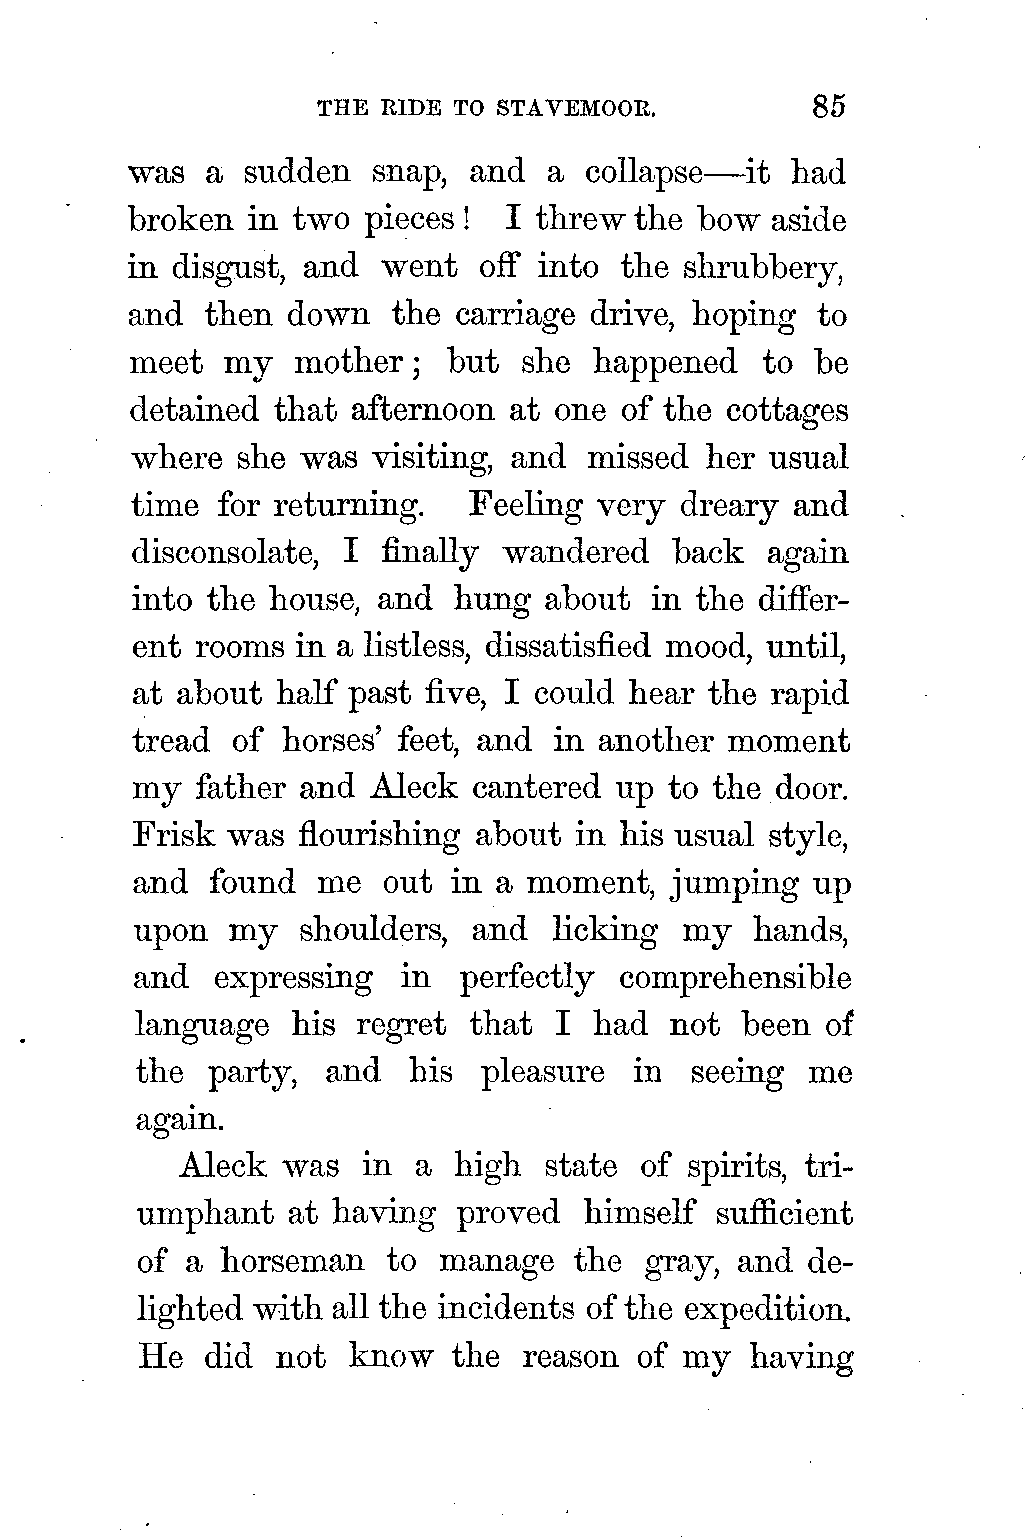 THE RIDE TO STAVEMOOR. 85
was a sudden snap, and a collapse—it had
broken in two pieces! I threw the bow aside
in disgust, and went off into the shrubbery,
and then down the carriage drive, hoping to
meet my mother; but she happened to be
detained that afternoon at one of the cottages
where she was visiting, and missed her usual
time for returning. Feeling very dreary and
disconsolate, I finally wandered back again
into the house, and hung about in the differ-
ent rooms in a listless, dissatisfied mood, until,
at about half past five, I could hear the rapid
tread of horses' feet, and in another moment
my father and Aleck cantered up to the door.
Frisk was flourishing about in his usual style,
and found me out in a moment, jumping up
upon my shoulders, and licking my hands,
and expressing in perfectly comprehensible
language his regret that I had not been of
the party, and his pleasure in seeing me
again.
Aleck was in a high state of spirits, tri-
umphant at having proved himself sufficient
of a horseman to manage the gray, and de-
lighted with all the incidents of the expedition.
He did not know the reason of my having